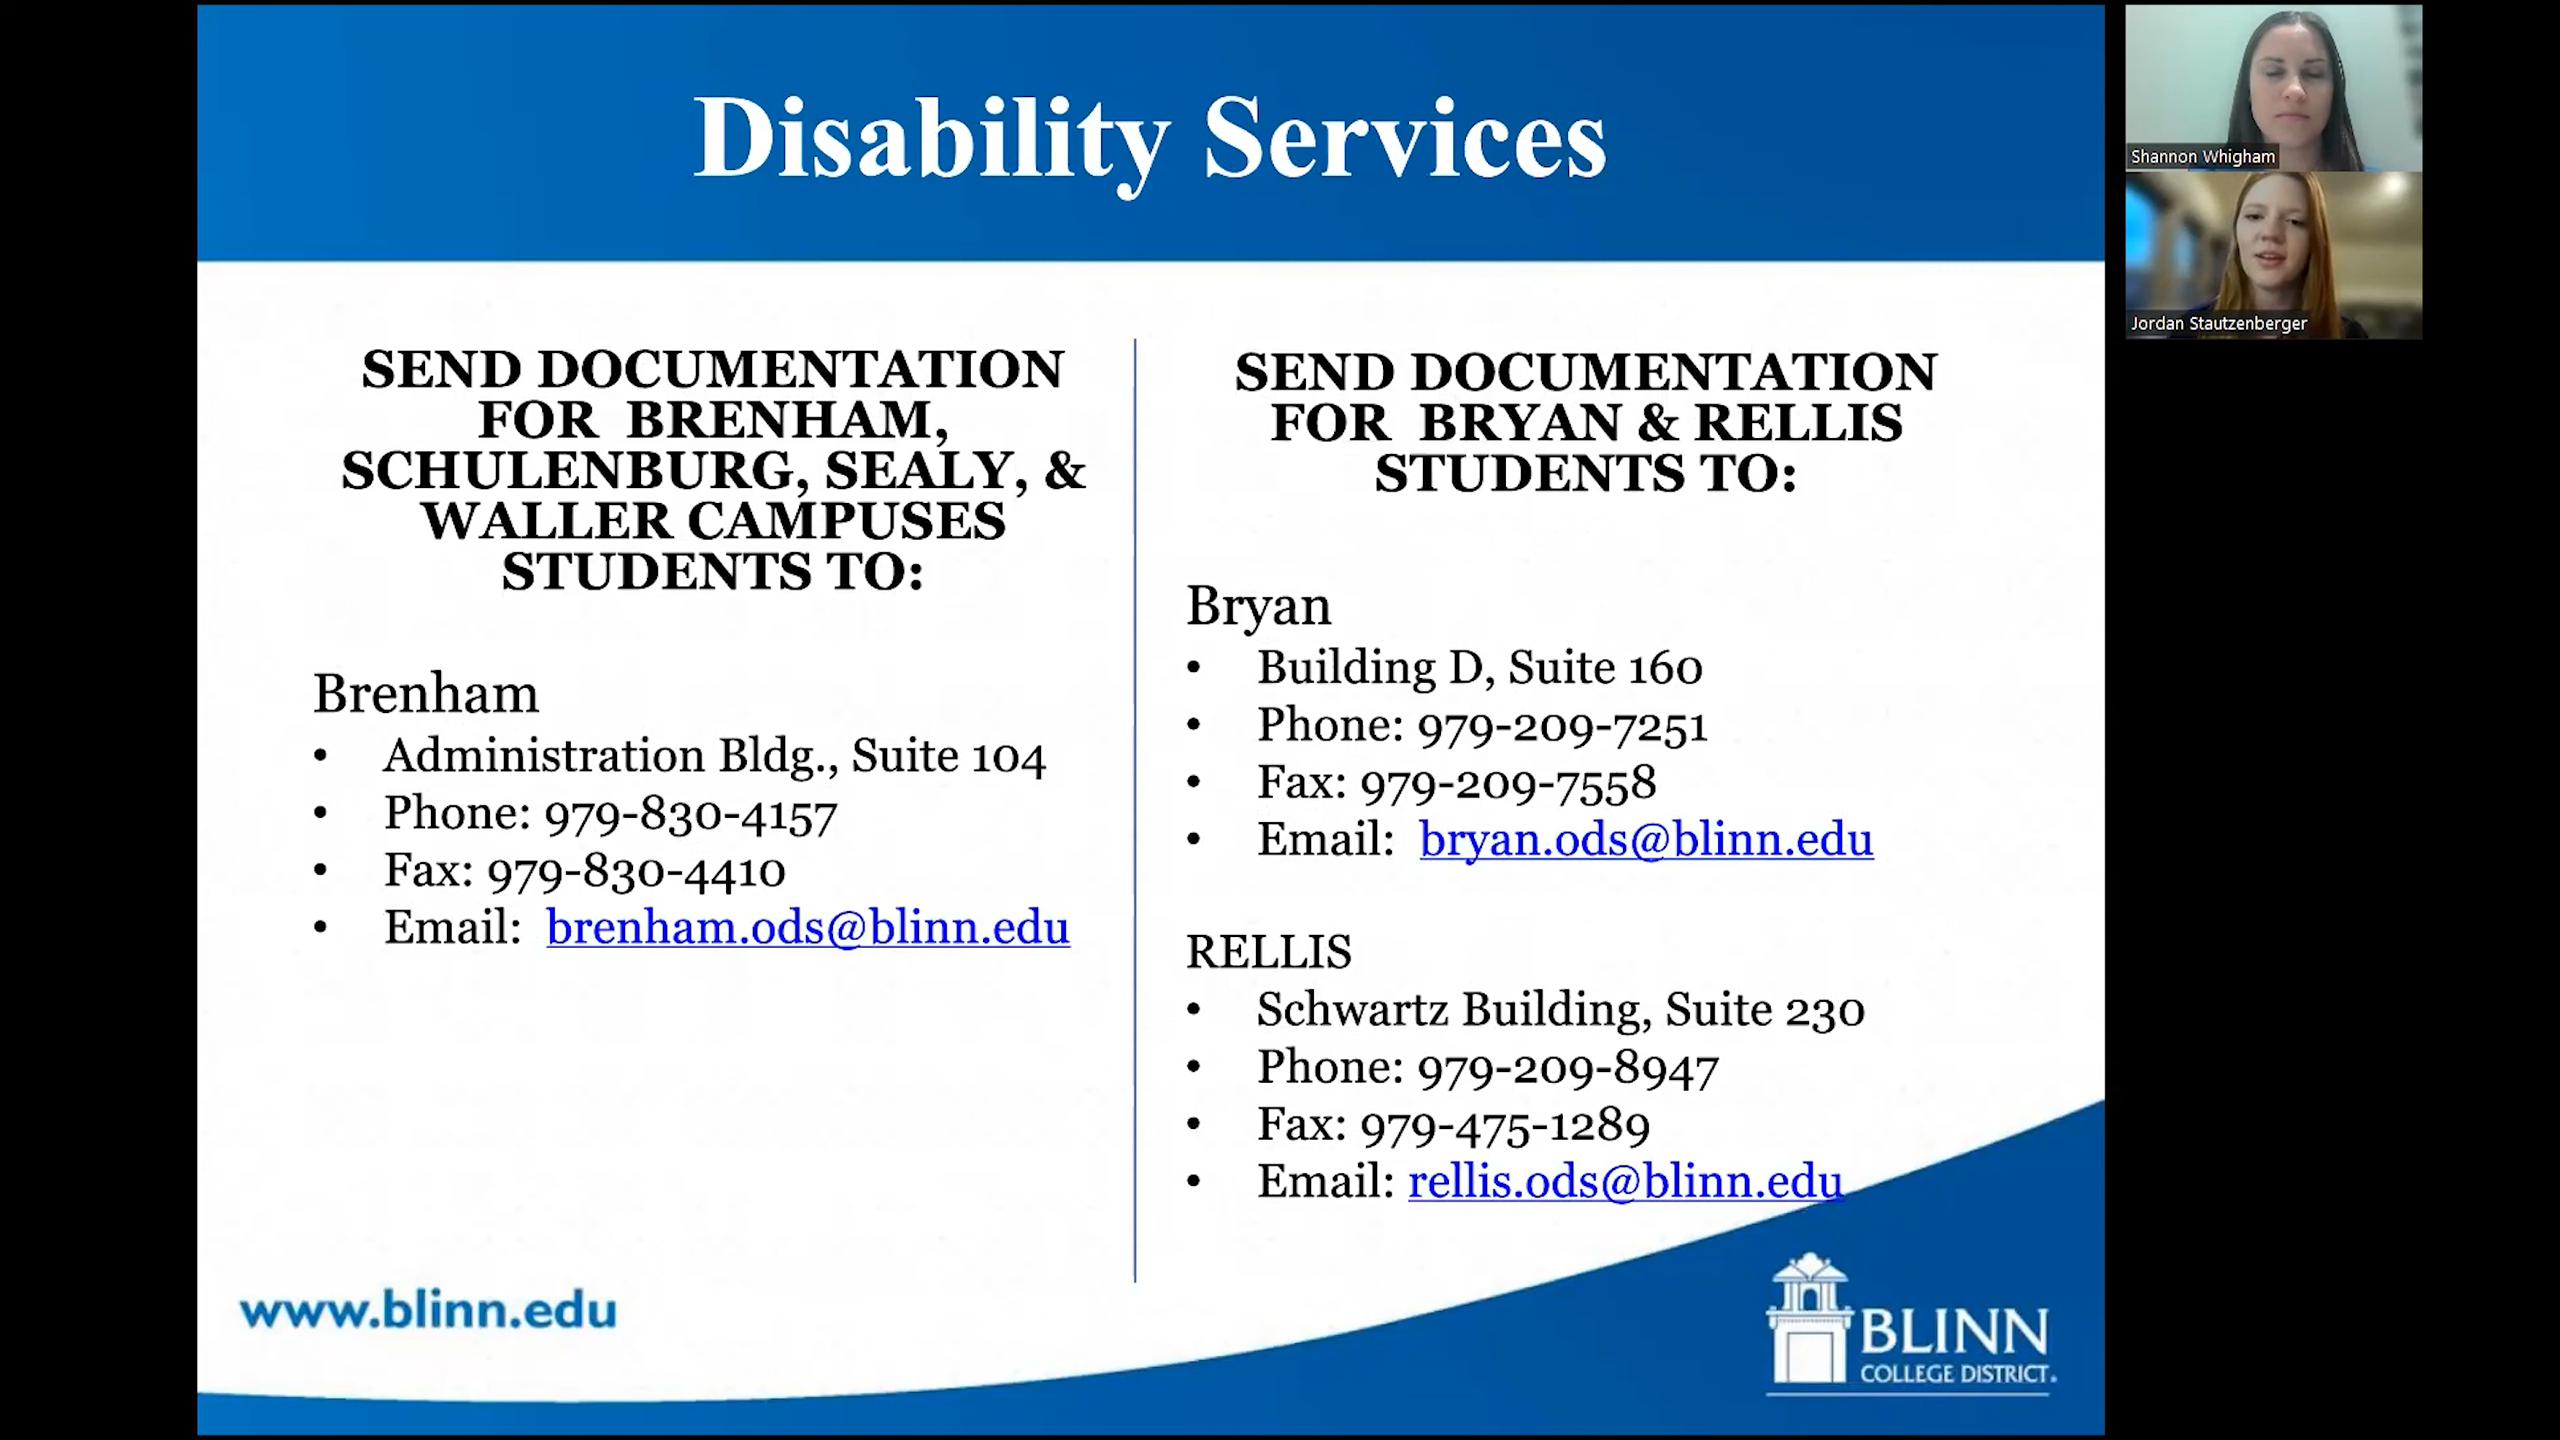 Disability Services
SEND DOCUMENTATION
FOR BRENHAM,
SCHULENBURG, SEALY, &
WALLER CAMPUSES
STUDENTS TO:
Brenham
• Administration Bldg., Suite 104
• Phone: 979-830-4157
• Fax: 979-830-4410
• Email: brenham.ods@blinn.edu
SEND DOCUMENTATION
FOR BRYAN & RELLIS
STUDENTS TO:
Bryan
• Building D, Suite 160
• Phone: 979-209-7251
• Fax: 979-209-7558
• Email: bryan.ods@blinn.edu
RELLIS
• Schwartz Building, Suite 230
• Phone: 979-209-8947
• Fax: 979-475-1289
• Email: rellis.ods@blinn.edu
www.blinn.edu
BLINN
COLLEGE DISTRICT.
Shannon Whigham
Jordan Stautzenberger